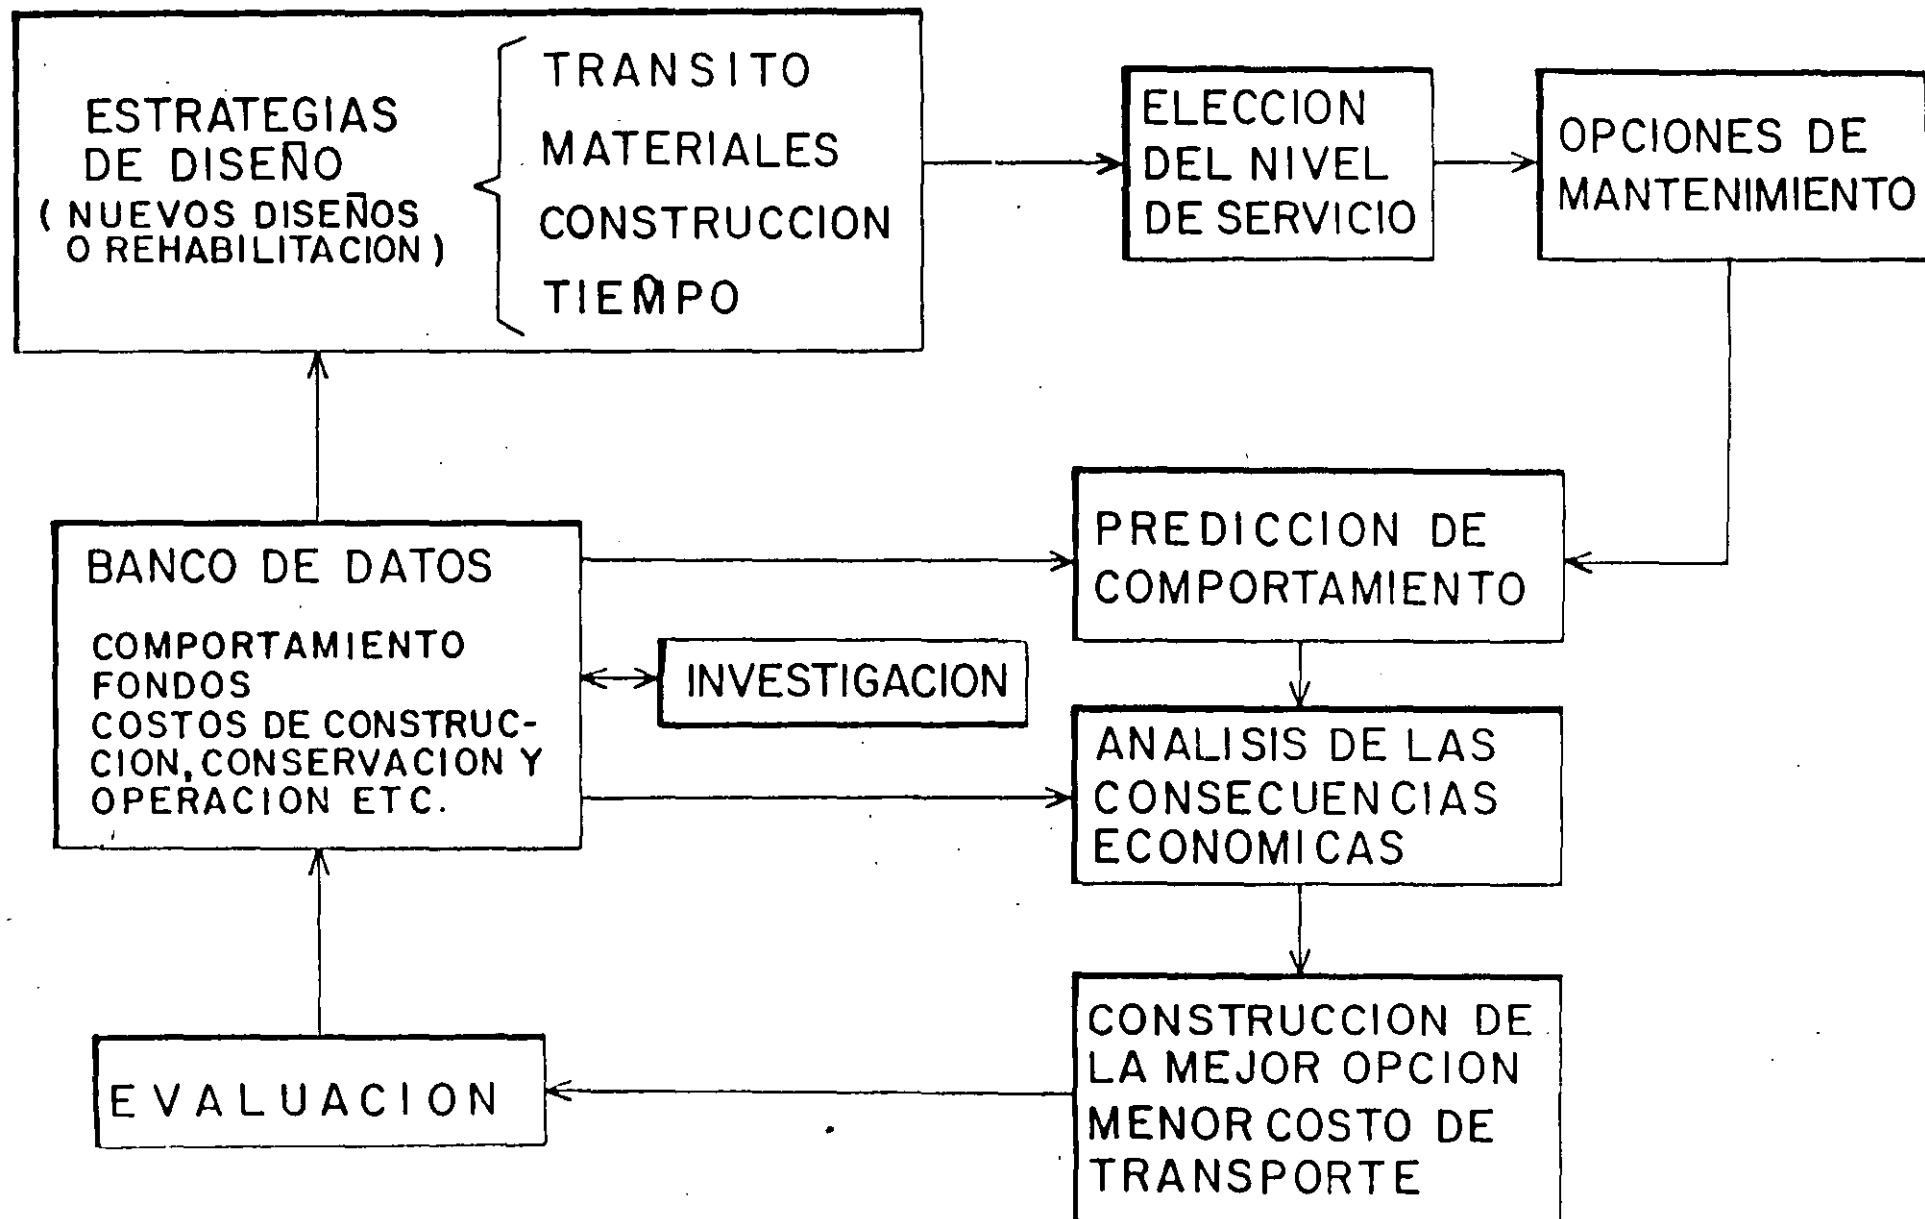 ESTRATEGIAS
DE DISEÑO
( NUEVOS DISEÑOS
O REHABILITACION )
TRANSITO
MATERIALES
CONSTRUCCION
TIEMPO
ELECCION
DEL NIVEL
DE SERVICIO
OPCIONES DE
MANTENIMIENTO
BANCO DE DATOS
COMPORTAMIENTO
FONDOS
COSTOS DE CONSTRUC-
CION, CONSERVACION Y
OPERACION ETC.
INVESTIGACION
PREDICCION DE
COMPORTAMIENTO
ANALISIS DE LAS
CONSECUENCIAS
ECONOMICAS
CONSTRUCCION DE
LA MEJOR OPCION
MENOR COSTO DE
TRANSPORTE
EVALUACION